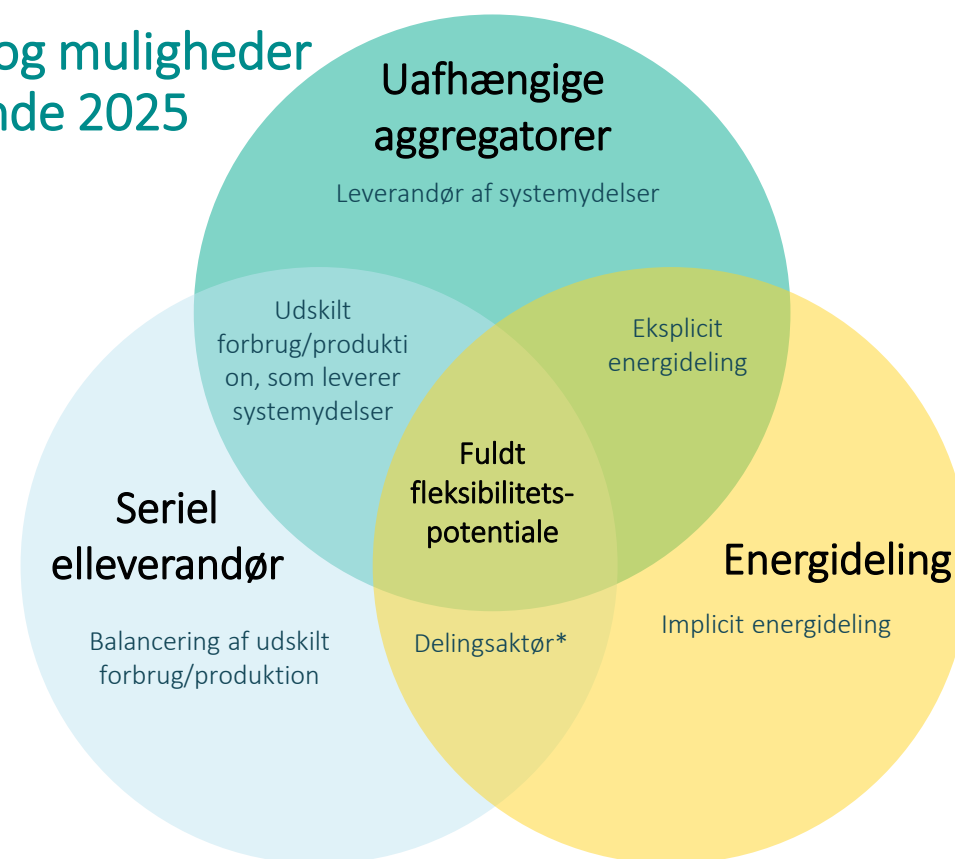 og muligheder
nde 2025
Uafhængige
aggregatorer
Leverandør af systemydelser
Udskilt
forbrug/produkti
on, som leverer
systemydelser
Eksplicit
energideling
Fuldt
fleksibilitets-
potentiale
Seriel
elleverandør
Balancering af udskilt
forbrug/produktion
Delingsaktør*
Energideling
Implicit energideling